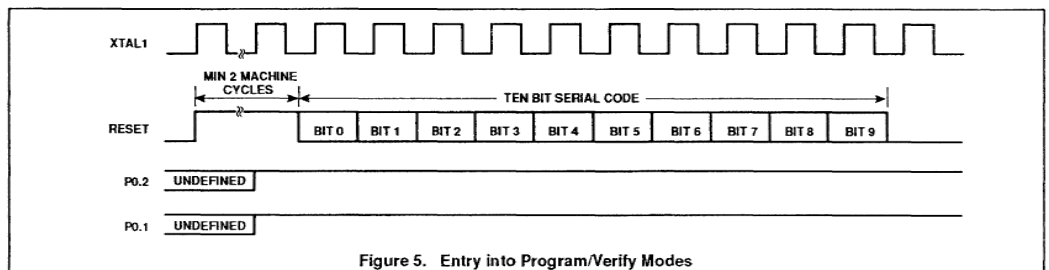 XTAL1
MIN 2 MACHINE
CYCLES
TEN BIT SERIAL CODE
RESET
BIT 0 BIT 1 BIT 2 BIT 3 BIT 4 BIT 5 BIT 6 BIT 7 BIT 8 BIT 9
P0.2 UNDEFINED
P0.1 UNDEFINED
Figure 5. Entry into Program/Verify Modes